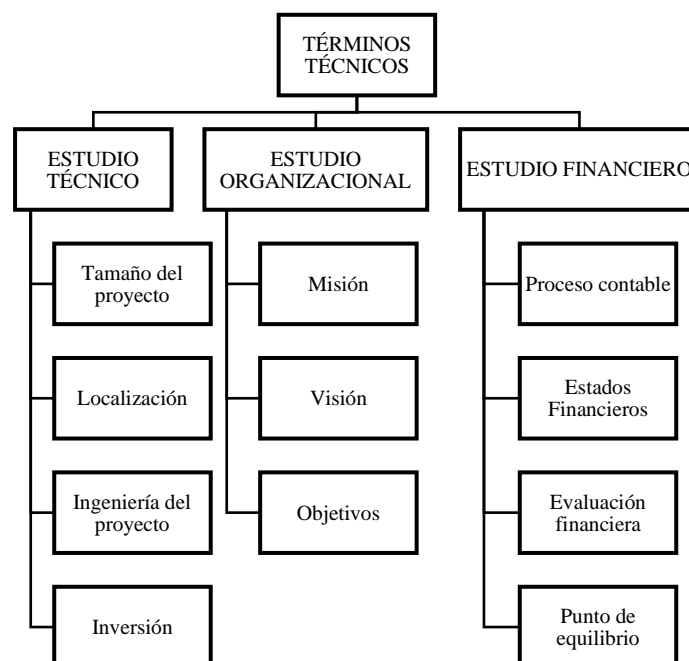 TÉRMINOS
TÉCNICOS
ESTUDIO
TÉCNICO
Tamaño del
proyecto
Localización
Ingeniería del
proyecto
Inversión
ESTUDIO
ORGANIZACIONAL
Misión
Visión
Objetivos
ESTUDIO FINANCIERO
Proceso contable
Estados
Financieros
Evaluación
financiera
Punto de
equilibrio